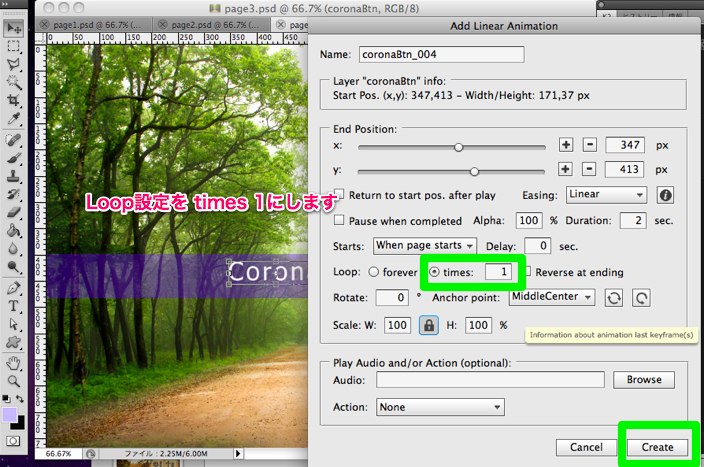 page3.psd @ 66.7% (coronaBtn, RGB/8)
page1.psd @ 66.7% (...
page2.psd @ 66.7% (...
Add Linear Animation
Name: coronaBtn_004
Layer "coronaBtn" info:
Start Pos. (x,y): 347,413 - Width/Height: 171,37 px
End Position:
x: 347 px
y: 413 px
Return to start pos. after play Easing: Linear
Loop設定を times 1にします
Pause when completed Alpha: 100 % Duration: 2 sec.
Starts: When page starts Delay: 0 sec.
Loop: forever times: 1 Reverse at ending
Coron
Rotate: 0 ° Anchor point: MiddleCenter
Scale: W: 100 H: 100 %
Information about animation last keyframe(s)
Play Audio and/or Action (optional):
Audio: Browse
Action: None
Cancel Create
66.67% ファイル : 2.25M/6.00M